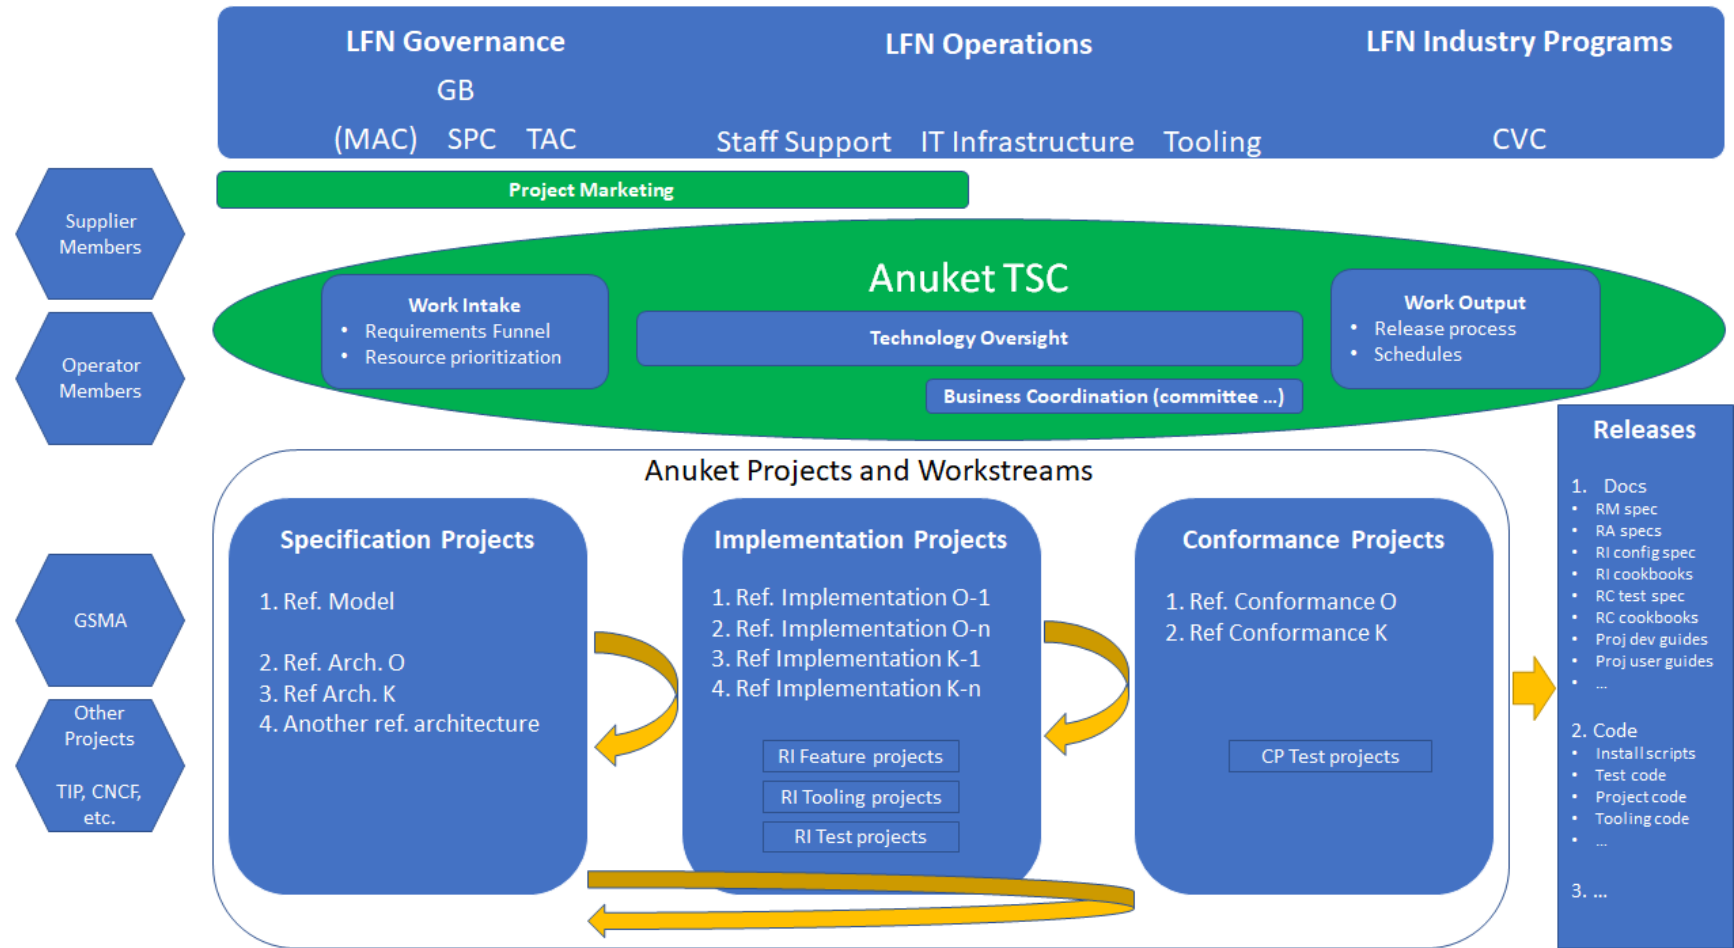 LFN Governance
GB
(MAC) SPC TAC
LFN Operations
Staff Support IT Infrastructure Tooling
LFN Industry Programs
CVC
Project Marketing
Supplier
Members
Operator
Members
GSMA
Other
Projects
TIP, CNCF,
etc.
Anuket TSC
Work Intake
• Requirements Funnel
• Resource prioritization
Technology Oversight
Business Coordination (committee ...)
Work Output
• Release process
• Schedules
Anuket Projects and Workstreams
Specification Projects
1. Ref. Model
2. Ref. Arch. O
3. Ref Arch. K
4. Another ref. architecture
Implementation Projects
1. Ref. Implementation O-1
2. Ref. Implementation O-n
3. Ref Implementation K-1
4. Ref Implementation K-n
RI Feature projects
RI Tooling projects
RI Test projects
Conformance Projects
1. Ref. Conformance O
2. Ref Conformance K
CP Test projects
Releases
1. Docs
• RM spec
• RA specs
• RI config spec
• RI cookbooks
• RC test spec
• RC cookbooks
• Proj dev guides
• Proj user guides
• ...
2. Code
• Install scripts
• Test code
• Project code
• Tooling code
• ...
3. ...